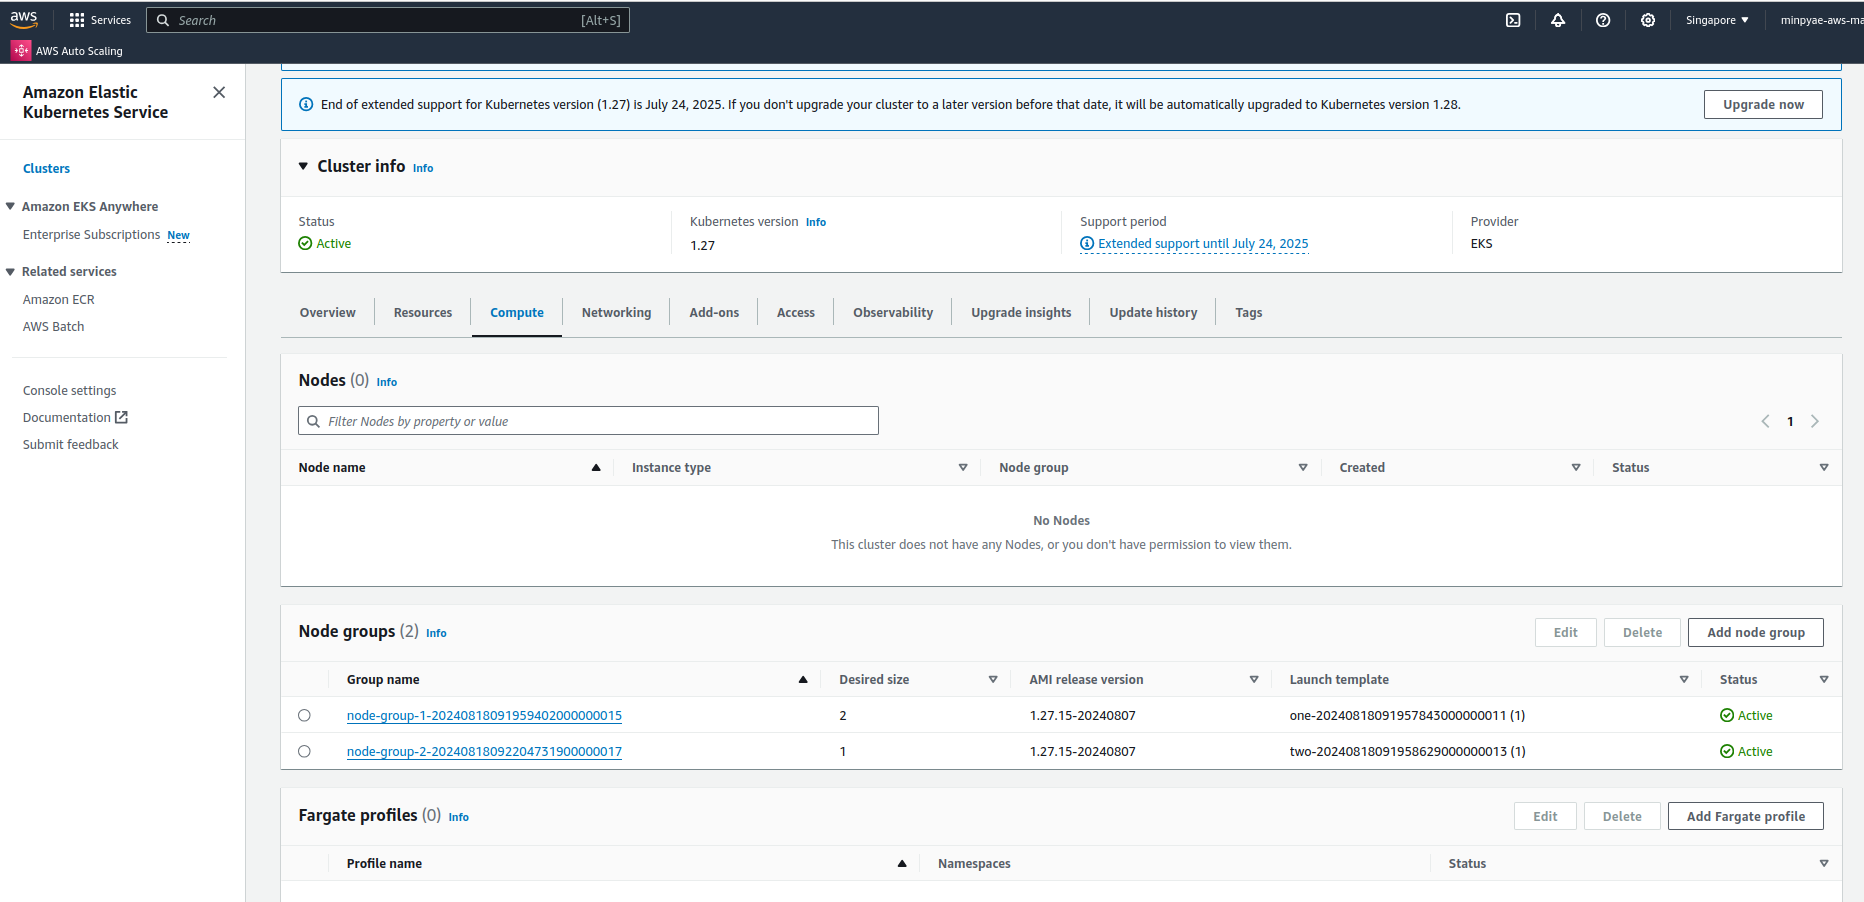 aws
Services
Search [Alt+S]
Singapore ▼
minpyae-aws-ma
AWS Auto Scaling
Amazon Elastic
Kubernetes Service
Clusters
Amazon EKS Anywhere
Enterprise Subscriptions New
Related services
Amazon ECR
AWS Batch
Console settings
Documentation
Submit feedback
End of extended support for Kubernetes version (1.27) is July 24, 2025. If you don't upgrade your cluster to a later version before that date, it will be automatically upgraded to Kubernetes version 1.28.
Upgrade now
Cluster info Info
Status
Active
Kubernetes version Info
1.27
Support period
Extended support until July 24, 2025
Provider
EKS
Overview Resources Compute Networking Add-ons Access Observability Upgrade insights Update history Tags
Nodes (0) Info
Filter Nodes by property or value
1
Node name Instance type Node group Created Status
No Nodes
This cluster does not have any Nodes, or you don't have permission to view them.
Node groups (2) Info
Edit Delete Add node group
Group name Desired size AMI release version Launch template Status
node-group-1-20240818091959402000000015 2 1.27.15-20240807 one-20240818091957843000000011 (1) Active
node-group-2-20240818092204731900000017 1 1.27.15-20240807 two-20240818091958629000000013 (1) Active
Fargate profiles (0) Info
Edit Delete Add Fargate profile
Profile name Namespaces Status